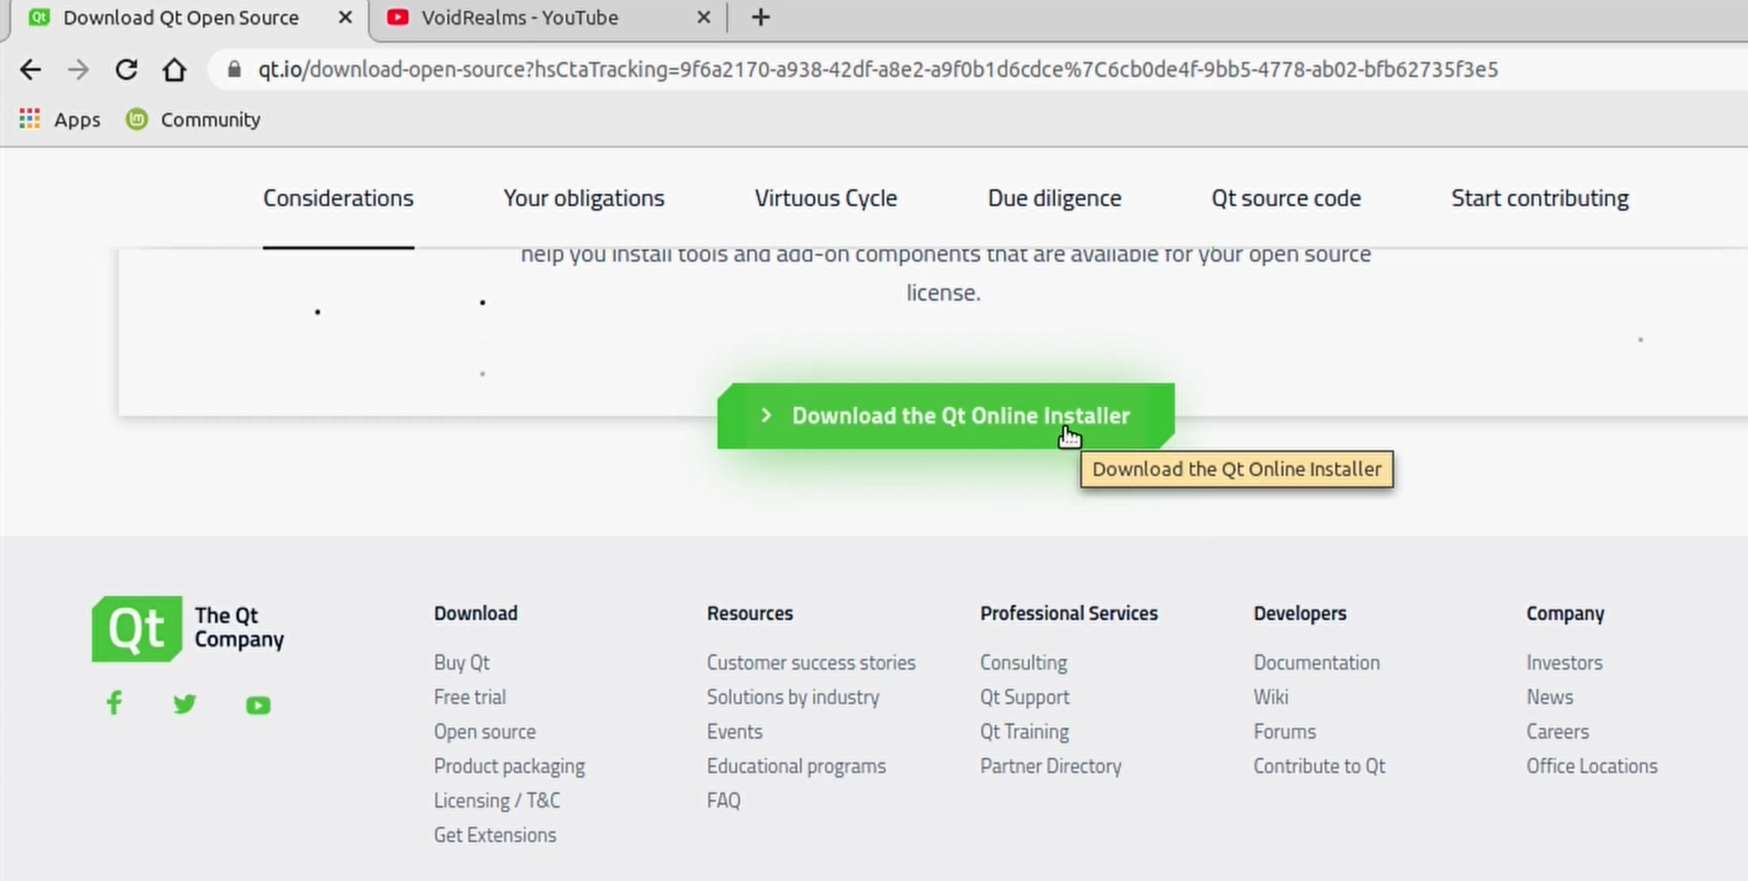 Download Qt Open Source
VoidRealms - YouTube
qt.io/download-open-source?hsCtaTracking=9f6a2170-a938-42df-a8e2-a9f0b1d6cdce%7C6cb0de4f-9bb5-4778-ab02-bfb62735f3e5
Apps
Community
Considerations
Your obligations
Virtuous Cycle
Due diligence
Qt source code
Start contributing
help you install tools and add-on components that are available for your open source
license.
Download the Qt Online Installer
Download the Qt Online Installer
Qt
The Qt
Company
Download
Buy Qt
Free trial
Open source
Product packaging
Licensing / T&C
Get Extensions
Resources
Customer success stories
Solutions by industry
Events
Educational programs
FAQ
Professional Services
Consulting
Qt Support
Qt Training
Partner Directory
Developers
Documentation
Wiki
Forums
Contribute to Qt
Company
Investors
News
Careers
Office Locations